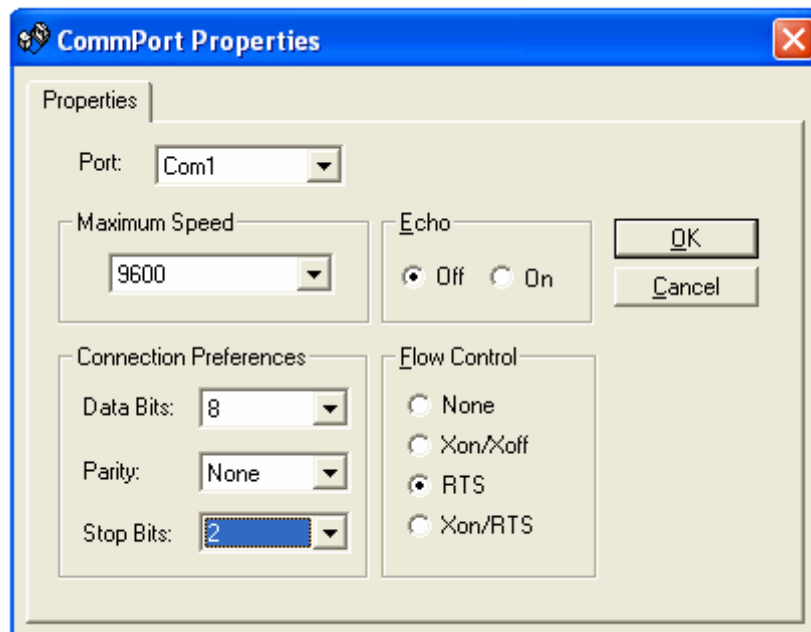 CommPort Properties
Properties
Port: Com1
Maximum Speed
9600
Echo
Off On
OK
Cancel
Connection Preferences
Data Bits: 8
Parity: None
Stop Bits: 2
Flow Control
None
Xon/Xoff
RTS
Xon/RTS